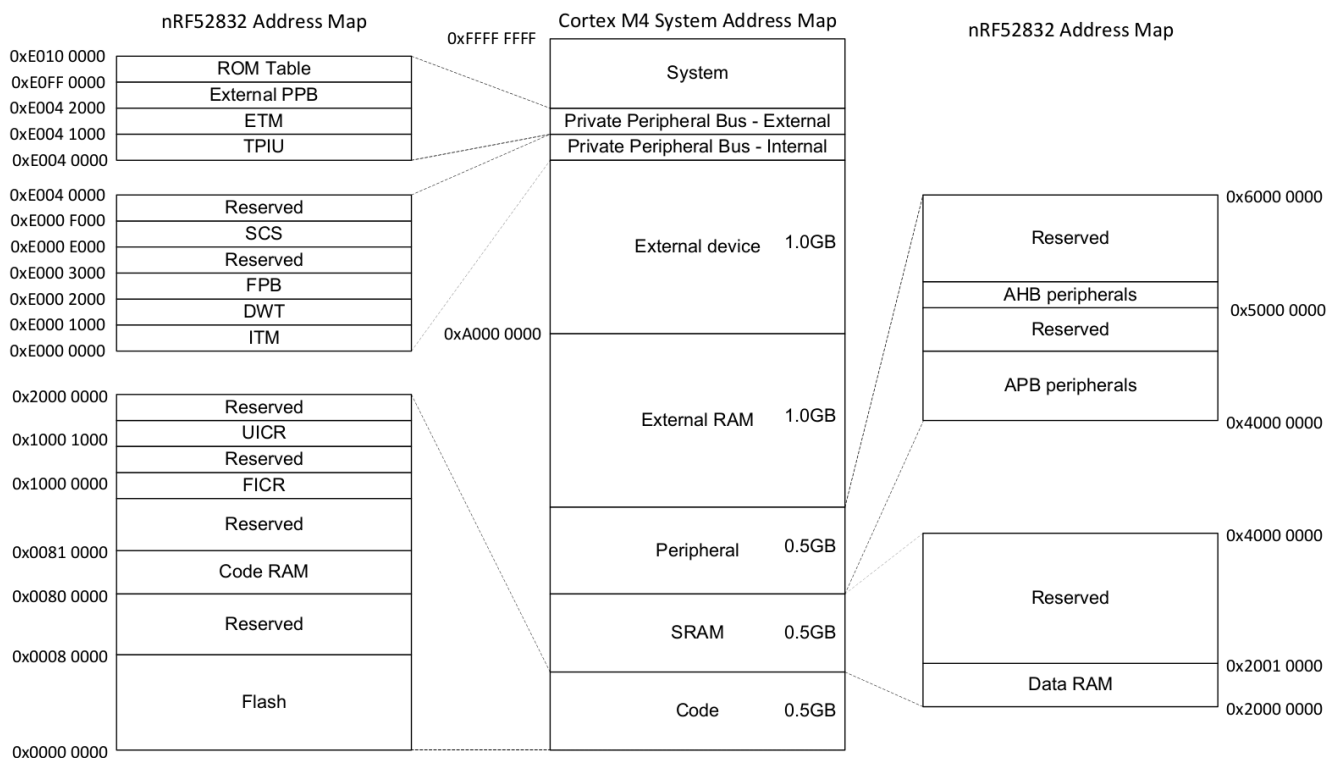 nRF52832 Address Map
0xE010 0000
ROM Table
0xE0FF 0000
External PPB
0xE004 2000
ETM
0xE004 1000
TPIU
0xE004 0000
0xE004 0000
Reserved
0xE000 F000
SCS
0xE000 E000
Reserved
0xE000 3000
FPB
0xE000 2000
DWT
0xE000 1000
ITM
0xE000 0000
0x2000 0000
Reserved
UICR
0x1000 1000
Reserved
0x1000 0000
FICR
Reserved
0x0081 0000
Code RAM
0x0080 0000
Reserved
0x0008 0000
Flash
0x0000 0000
Cortex M4 System Address Map
0xFFFF FFFF
System
Private Peripheral Bus - External
Private Peripheral Bus - Internal
External device 1.0GB
0xA000 0000
External RAM 1.0GB
Peripheral 0.5GB
SRAM 0.5GB
Code 0.5GB
nRF52832 Address Map
0x6000 0000
Reserved
AHB peripherals
0x5000 0000
Reserved
APB peripherals
0x4000 0000
0x4000 0000
Reserved
0x2001 0000
Data RAM
0x2000 0000